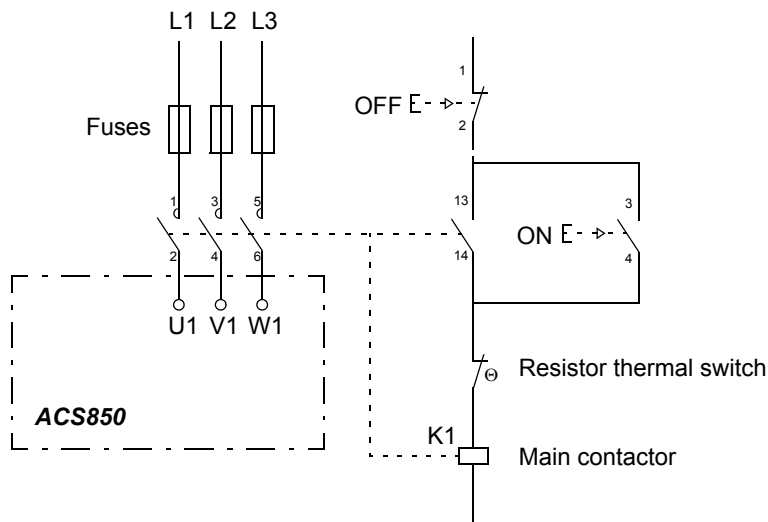 L1 L2 L3
Fuses
1 3 5
2 4 6
U1 V1 W1
ACS850
1
OFF
2
13
14
3
ON
4
Θ
Resistor thermal switch
K1
Main contactor